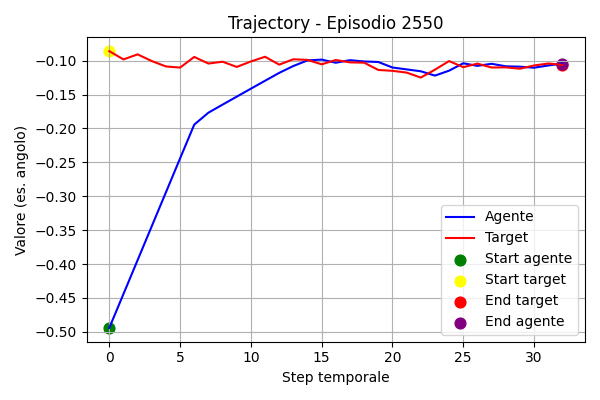 Trajectory - Episodio 2550
Valore (es. angolo)
−0.10
−0.15
−0.20
−0.25
−0.30
−0.35
−0.40
−0.45
−0.50
Agente
Target
Start agente
Start target
End target
End agente
0 5 10 15 20 25 30
Step temporale